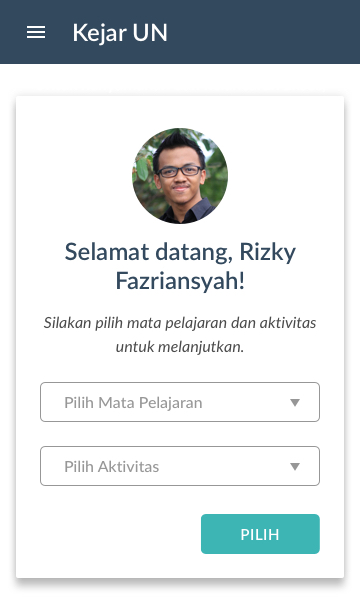 Kejar UN
Selamat datang, Rizky
Fazriansyah!
Silakan pilih mata pelajaran dan aktivitas
untuk melanjutkan.
Pilih Mata Pelajaran
Pilih Aktivitas
PILIH